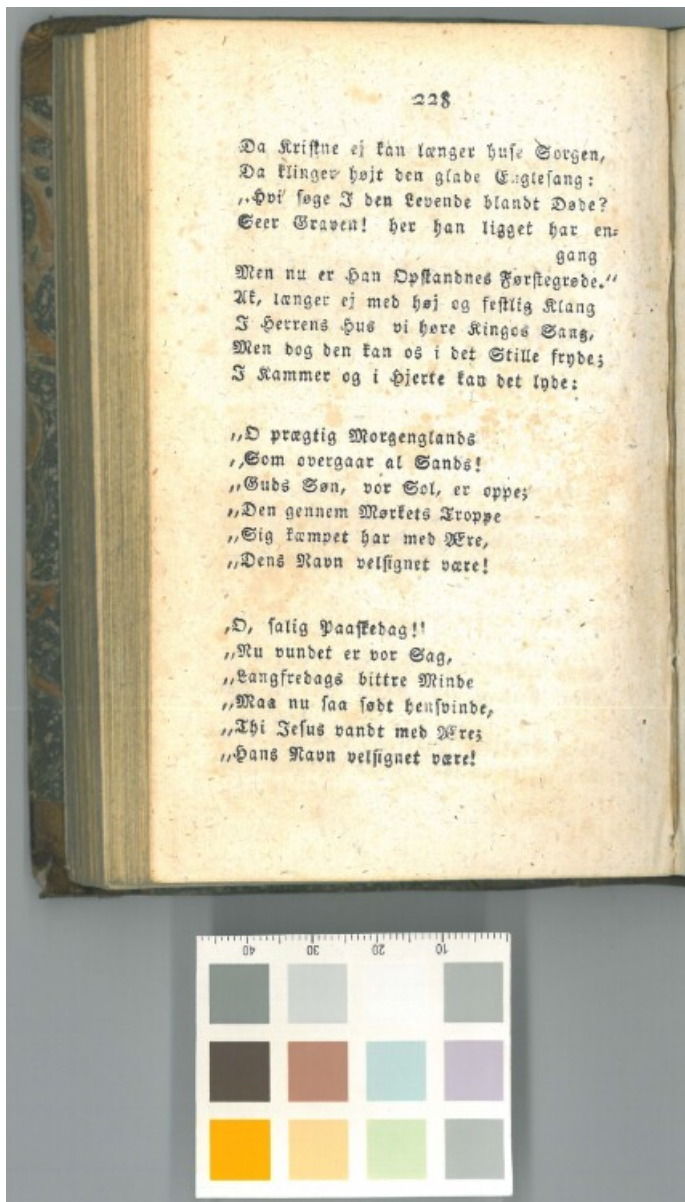 228
Da Kristne ej kan længer huse Sorgen,
Da klinger højt den glade Englesang:
„Hvi søge I den Levende blandt Døde?
Seer Graven! her han ligget har en=
gang
Men nu er Han Opstandnes Førstegrøde.“
Ak, længer ej med høj og festlig Klang
I Herrens Hus vi høre Kingos Sang,
Men dog den kan os i det Stille fryde;
I Kammer og i Hjerte kan det lyde:
„O prægtig Morgenglands
„Som overgaar al Sands!
„Guds Søn, vor Sol, er oppe;
„Den gennem Mørkets Troppe
„Sig kæmpet har med Ære,
„Dens Navn velsignet være!
„O, salig Paaskedag!!
„Nu vundet er vor Sag,
„Langfredags bittre Minde
„Maa nu saa sødt hensvinde,
„Thi Jesus vandt med Ære;
„Hans Navn velsignet være!
40 30 20 10